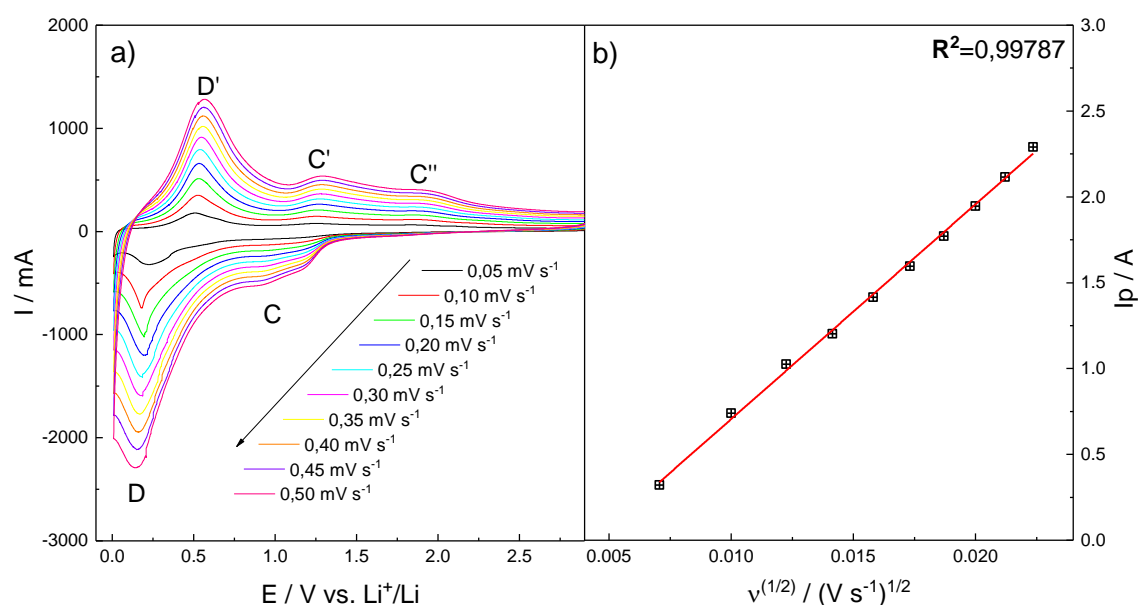 a)
2000
1000
0
-1000
-2000
-3000
I / mA
D'
C'
C''
C
D
0,05 mV s⁻¹
0,10 mV s⁻¹
0,15 mV s⁻¹
0,20 mV s⁻¹
0,25 mV s⁻¹
0,30 mV s⁻¹
0,35 mV s⁻¹
0,40 mV s⁻¹
0,45 mV s⁻¹
0,50 mV s⁻¹
0.0 0.5 1.0 1.5 2.0 2.5
E / V vs. Li⁺/Li
b)
R²=0,99787
3.0
2.5
2.0
1.5
1.0
0.5
0.0
Ip / A
0.005 0.010 0.015 0.020
ν^(1/2) / (V s⁻¹)^1/2